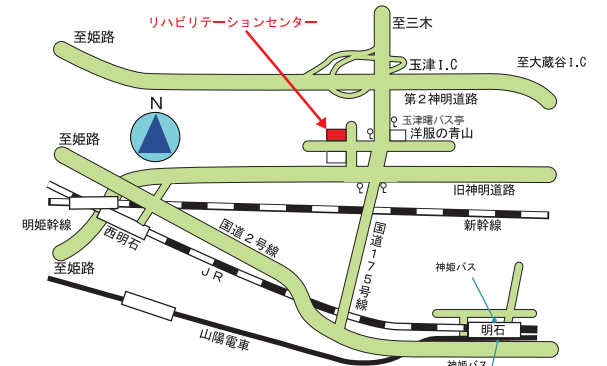 リハビリテーションセンター
至三木
至姫路
玉津I.C
至大蔵谷I.C
第2神明道路
N
玉津曙バス亭
洋服の青山
至姫路
旧神明道路
明姫幹線
西明石
国道2号線
国道175号線
新幹線
至姫路
JR
神姫バス
明石
山陽電車
神姫バス